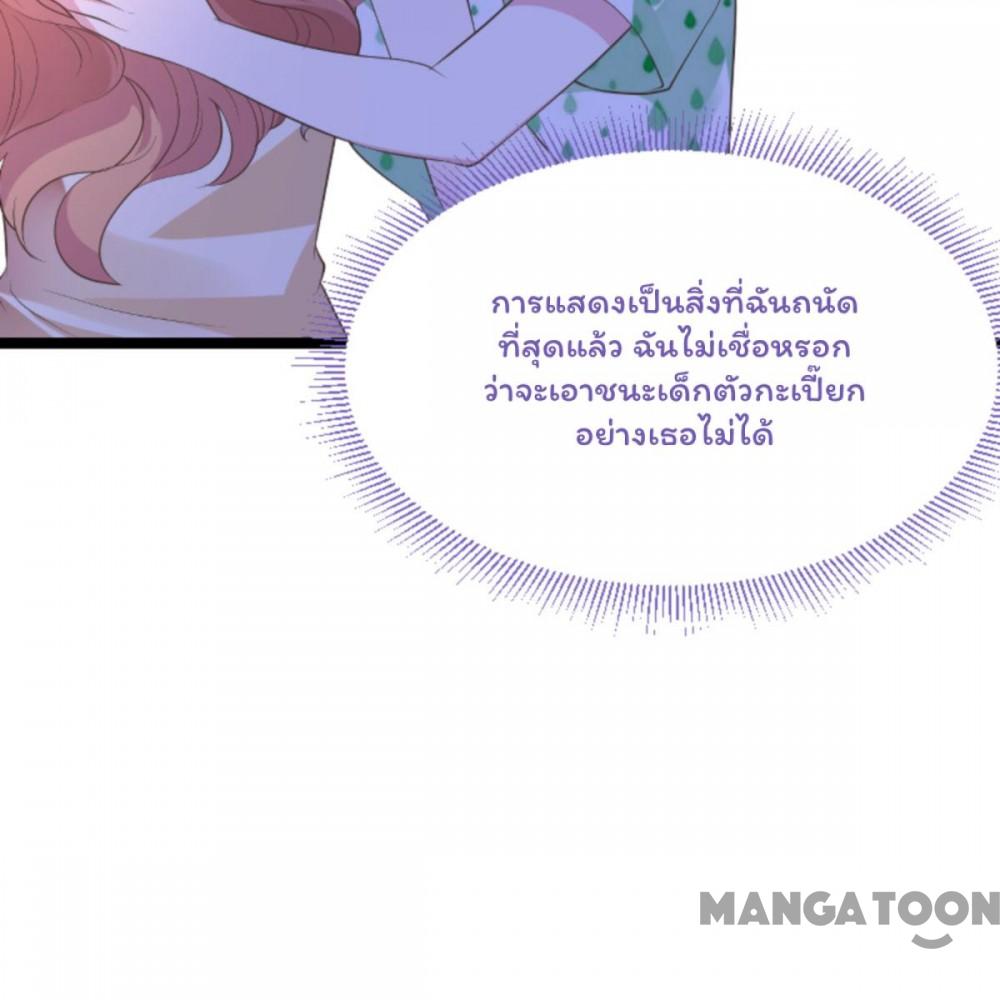 การแสดงเป็นสิ่งที่ฉันถนัด
ที่สุดแล้ว ฉันไม่เชื่อหรอก
ว่าจะเอาชนะเด็กตัวกะเปี๊ยก
อย่างเธอไม่ได้
MANGATOON